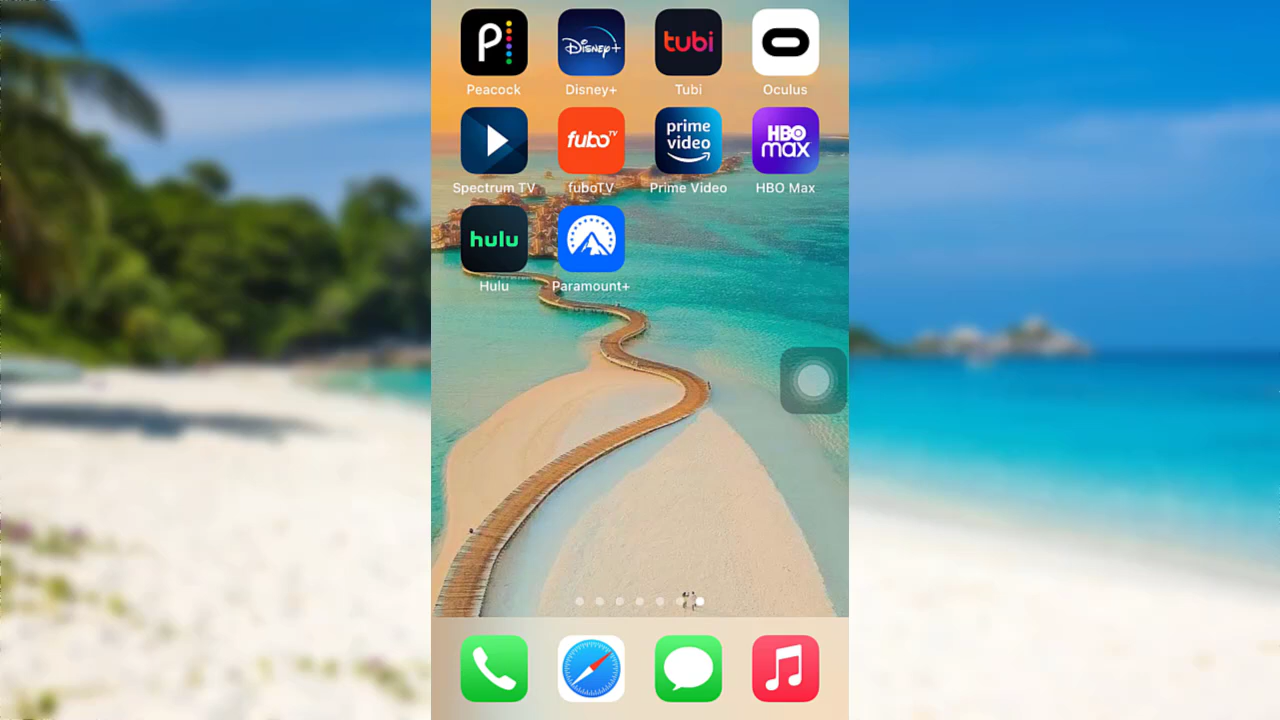 P
Disney+
tubi
Peacock
Disney+
Tubi
Oculus
fuboTV
prime video
HBO max
Spectrum TV
fuboTV
Prime Video
HBO Max
hulu
Hulu
Paramount+